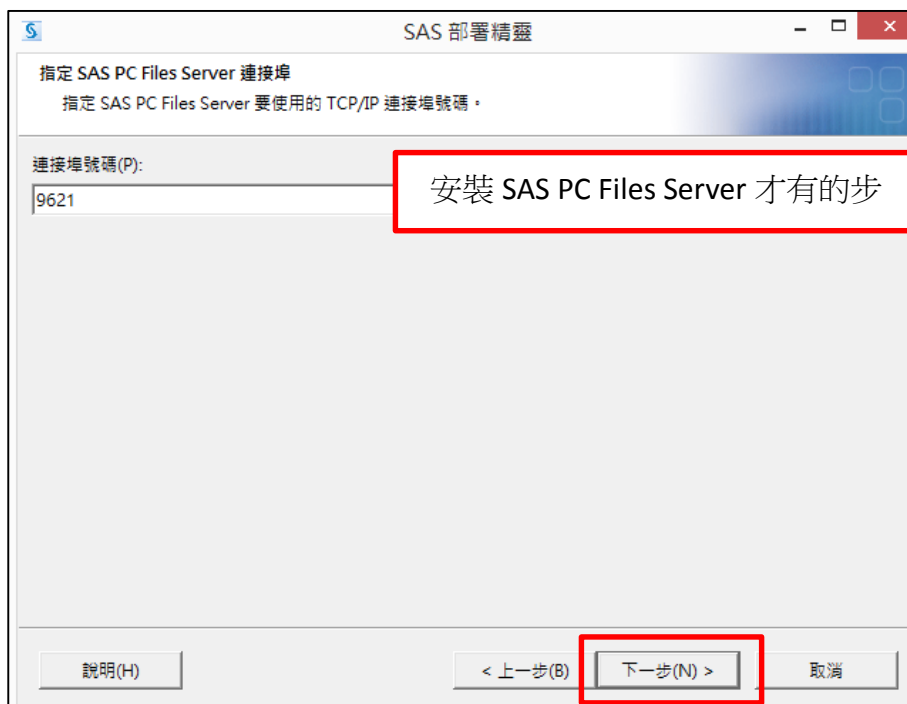 SAS 部署精靈
指定 SAS PC Files Server 連接埠
指定 SAS PC Files Server 要使用的 TCP/IP 連接埠號碼。
連接埠號碼(P):
9621
安裝 SAS PC Files Server 才有的步
說明(H)
< 上一步(B)
下一步(N) >
取消